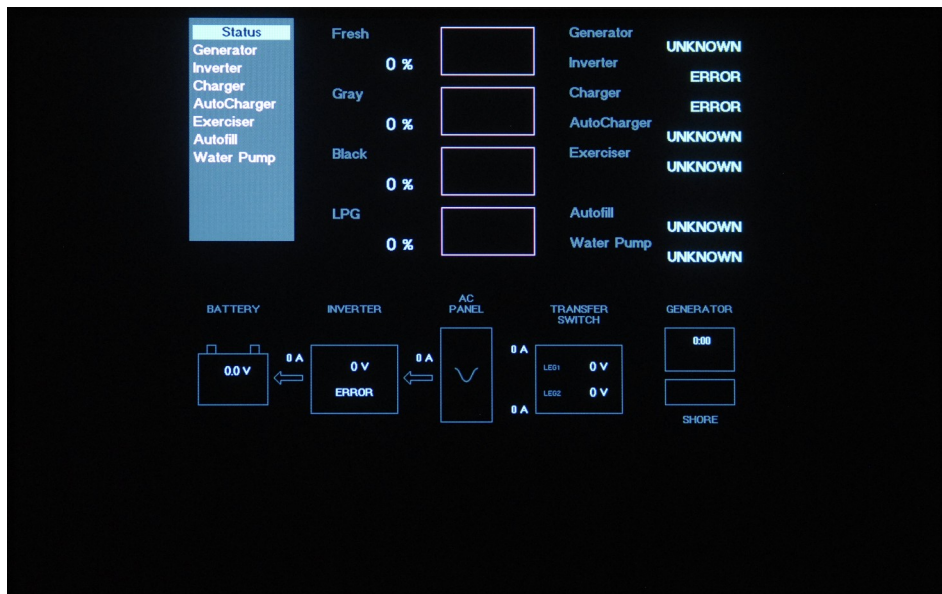 Status
Generator
Inverter
Charger
AutoCharger
Exerciser
Autofill
Water Pump
Fresh
0 %
Gray
0 %
Black
0 %
LPG
0 %
Generator
UNKNOWN
Inverter
ERROR
Charger
ERROR
AutoCharger
UNKNOWN
Exerciser
UNKNOWN
Autofill
UNKNOWN
Water Pump
UNKNOWN
BATTERY
0.0 V
0 A
INVERTER
0 V
ERROR
0 A
AC
PANEL
0 A
0 A
TRANSFER
SWITCH
LEG1 0 V
LEG2 0 V
GENERATOR
0:00
SHORE